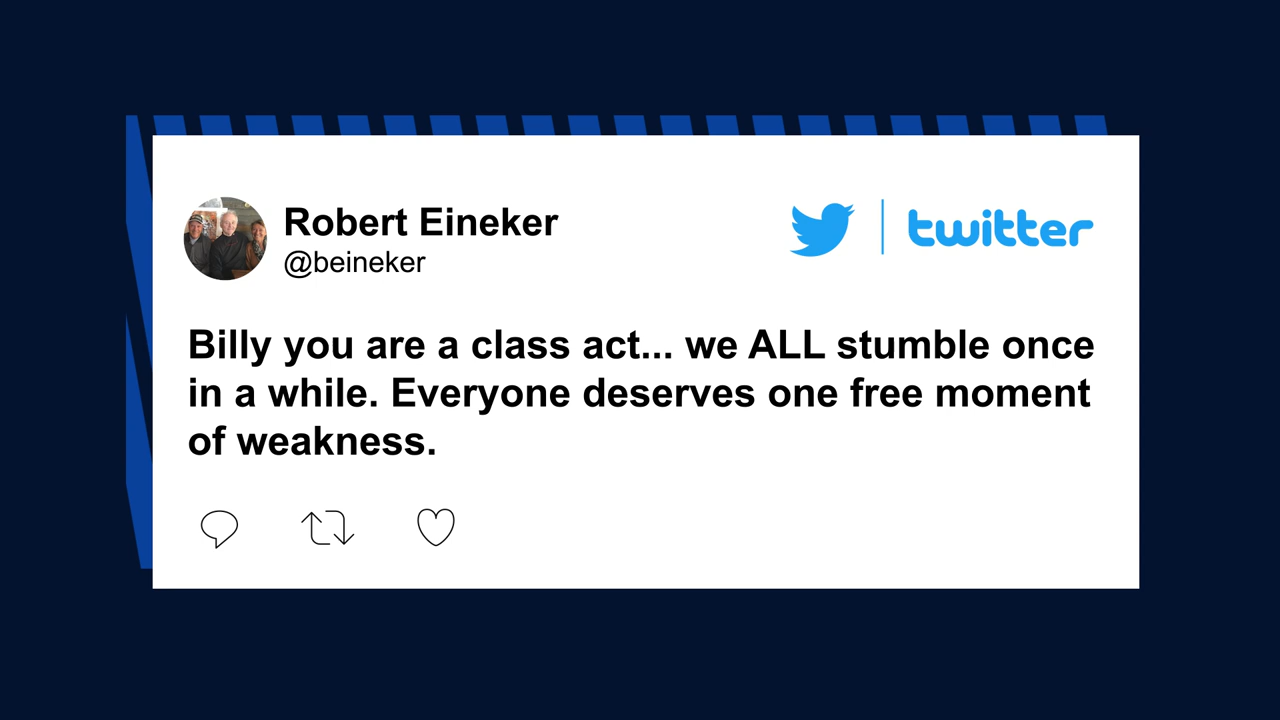 Robert Eineker
@beineker
twitter
Billy you are a class act... we ALL stumble once
in a while. Everyone deserves one free moment
of weakness.